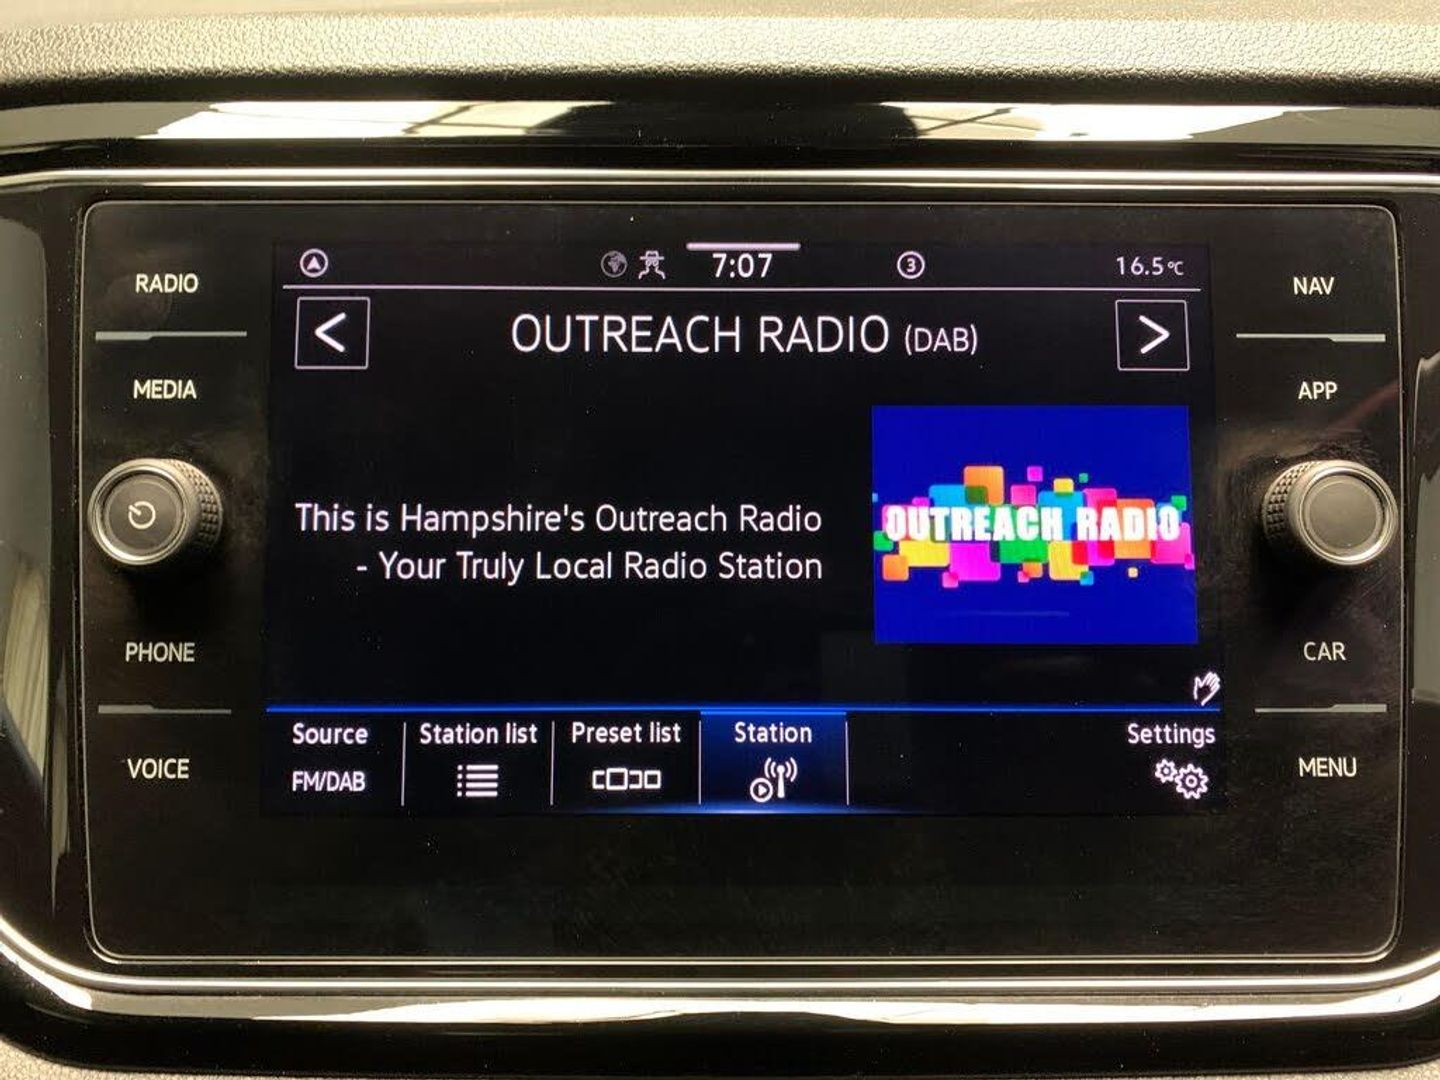 RADIO
MEDIA
PHONE
VOICE
7:07
3
16.5°C
OUTREACH RADIO (DAB)
This is Hampshire's Outreach Radio
- Your Truly Local Radio Station
OUTREACH RADIO
Source
FM/DAB
Station list
Preset list
Station
Settings
NAV
APP
CAR
MENU